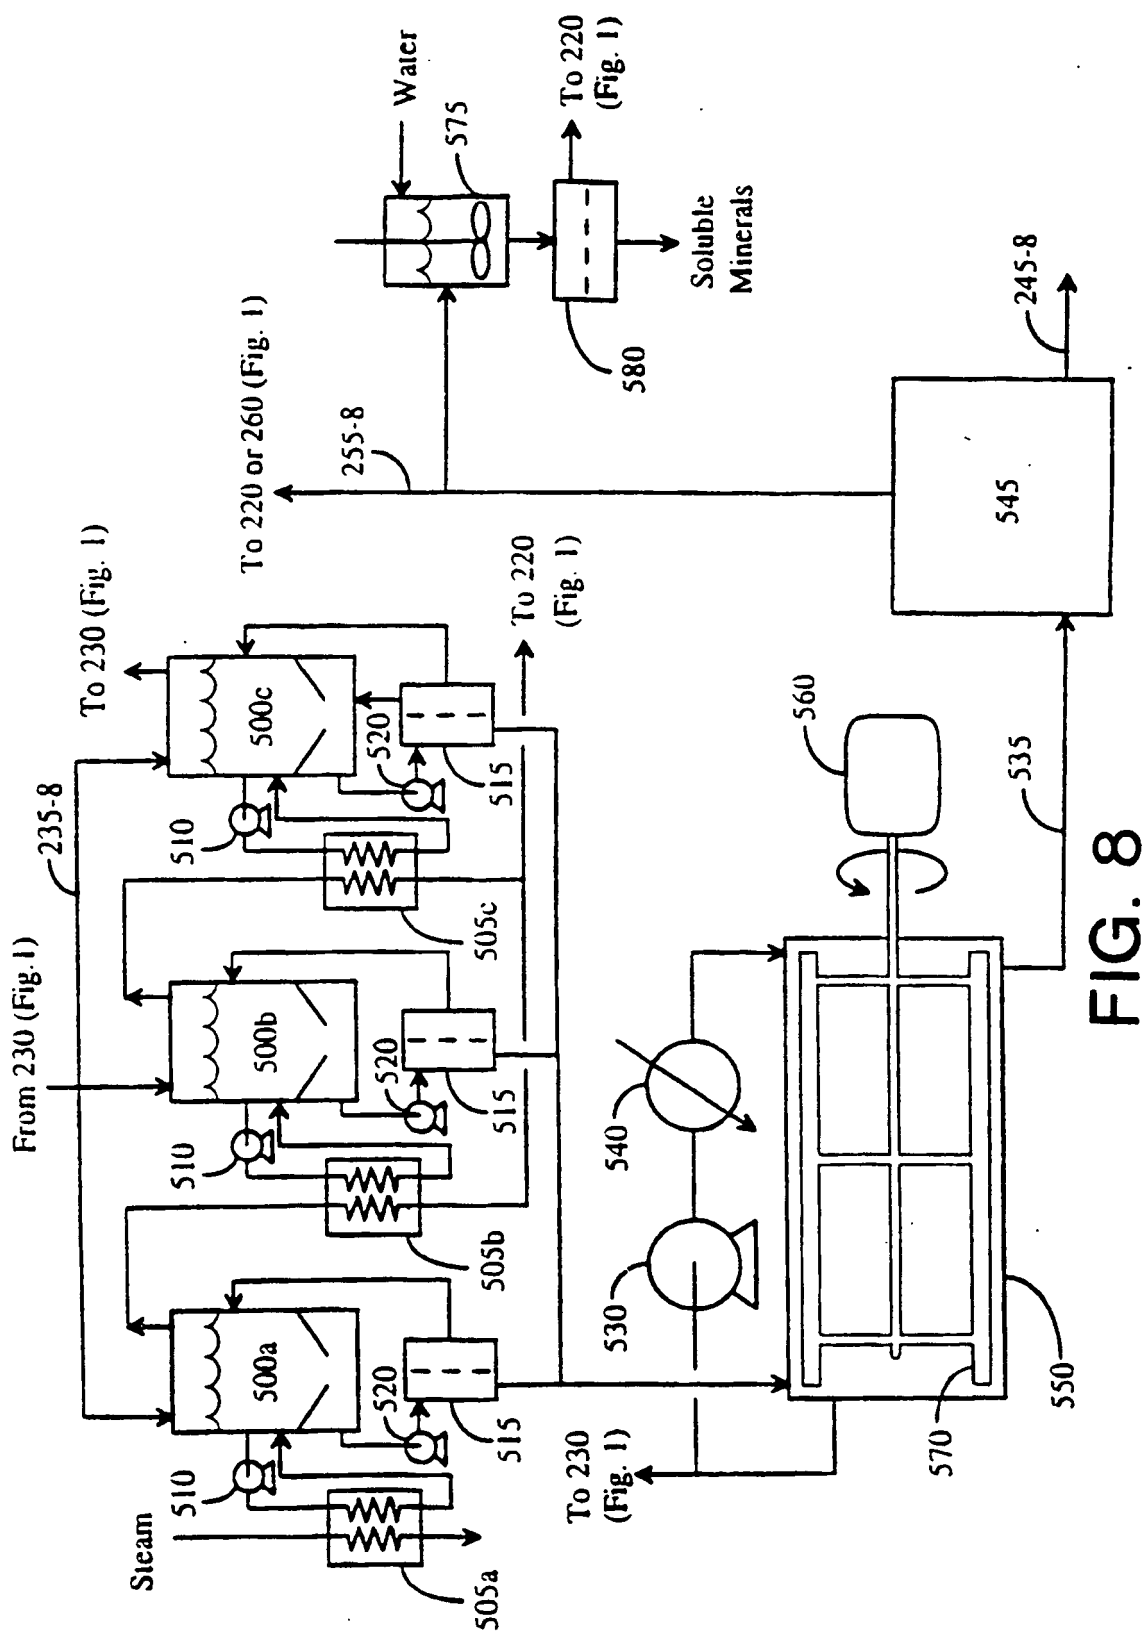 From 230 (Fig.1)
235-8
To 230 (Fig. 1)
Steam
510
510
510
To 220 or 260 (Fig. 1)
500a
500b
500c
255-8
Water
520
520
520
575
505a
505b
505c
515
515
515
To 220
(Fig. 1)
To 220
(Fig. 1)
To 230
(Fig. 1)
530
540
580
Soluble
Minerals
560
570
545
535
245-8
550
FIG. 8